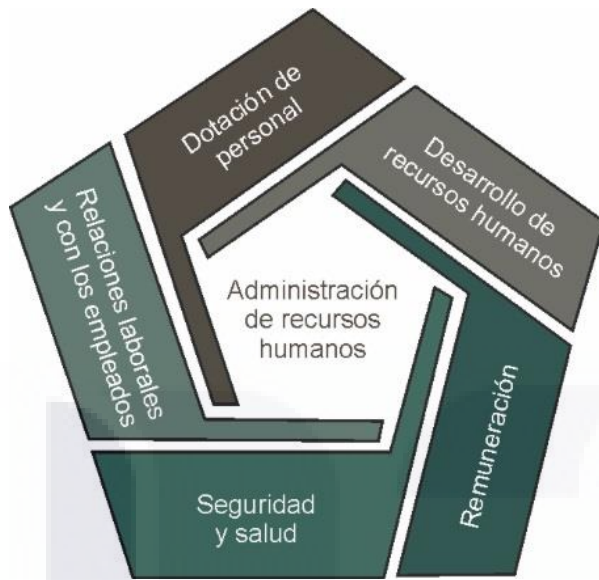 Dotación de
personal
Desarrollo de
recursos humanos
Relaciones laborales
y con los empleados
Administración
de recursos
humanos
Remuneración
Seguridad
y salud